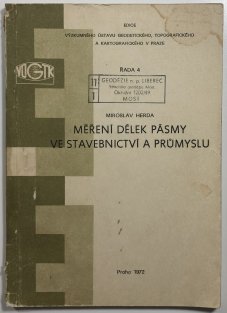 EDICE
VÝZKUMNÉHO ÚSTAVU GEODETICKÉHO, TOPOGRAFICKÉHO
A KARTOGRAFICKÉHO V PRAZE
VÚGTK
ŘADA 4
GEODÉZIE n. p. LIBEREC
MOST
MIROSLAV HERDA
MĚŘENÍ DÉLEK PÁSMY
VE STAVEBNICTVÍ A PRŮMYSLU
Praha 1972